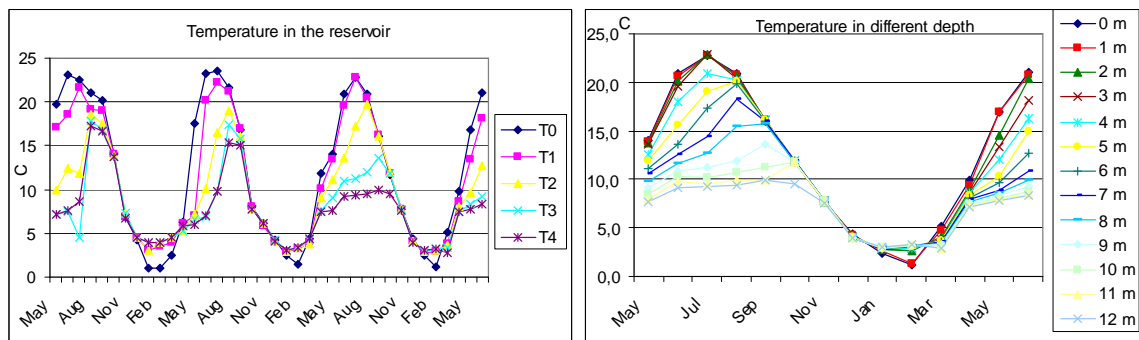 Temperature in the reservoir
C
25
20
15
10
5
0
May
Aug
Nov
Feb
May
Aug
Nov
Feb
May
Aug
Nov
Feb
May
T0
T1
T2
T3
T4
Temperature in different depth
C
25,0
20,0
15,0
10,0
5,0
0,0
May
Jul
Sep
Nov
Jan
Mar
May
0 m
1 m
2 m
3 m
4 m
5 m
6 m
7 m
8 m
9 m
10 m
11 m
12 m